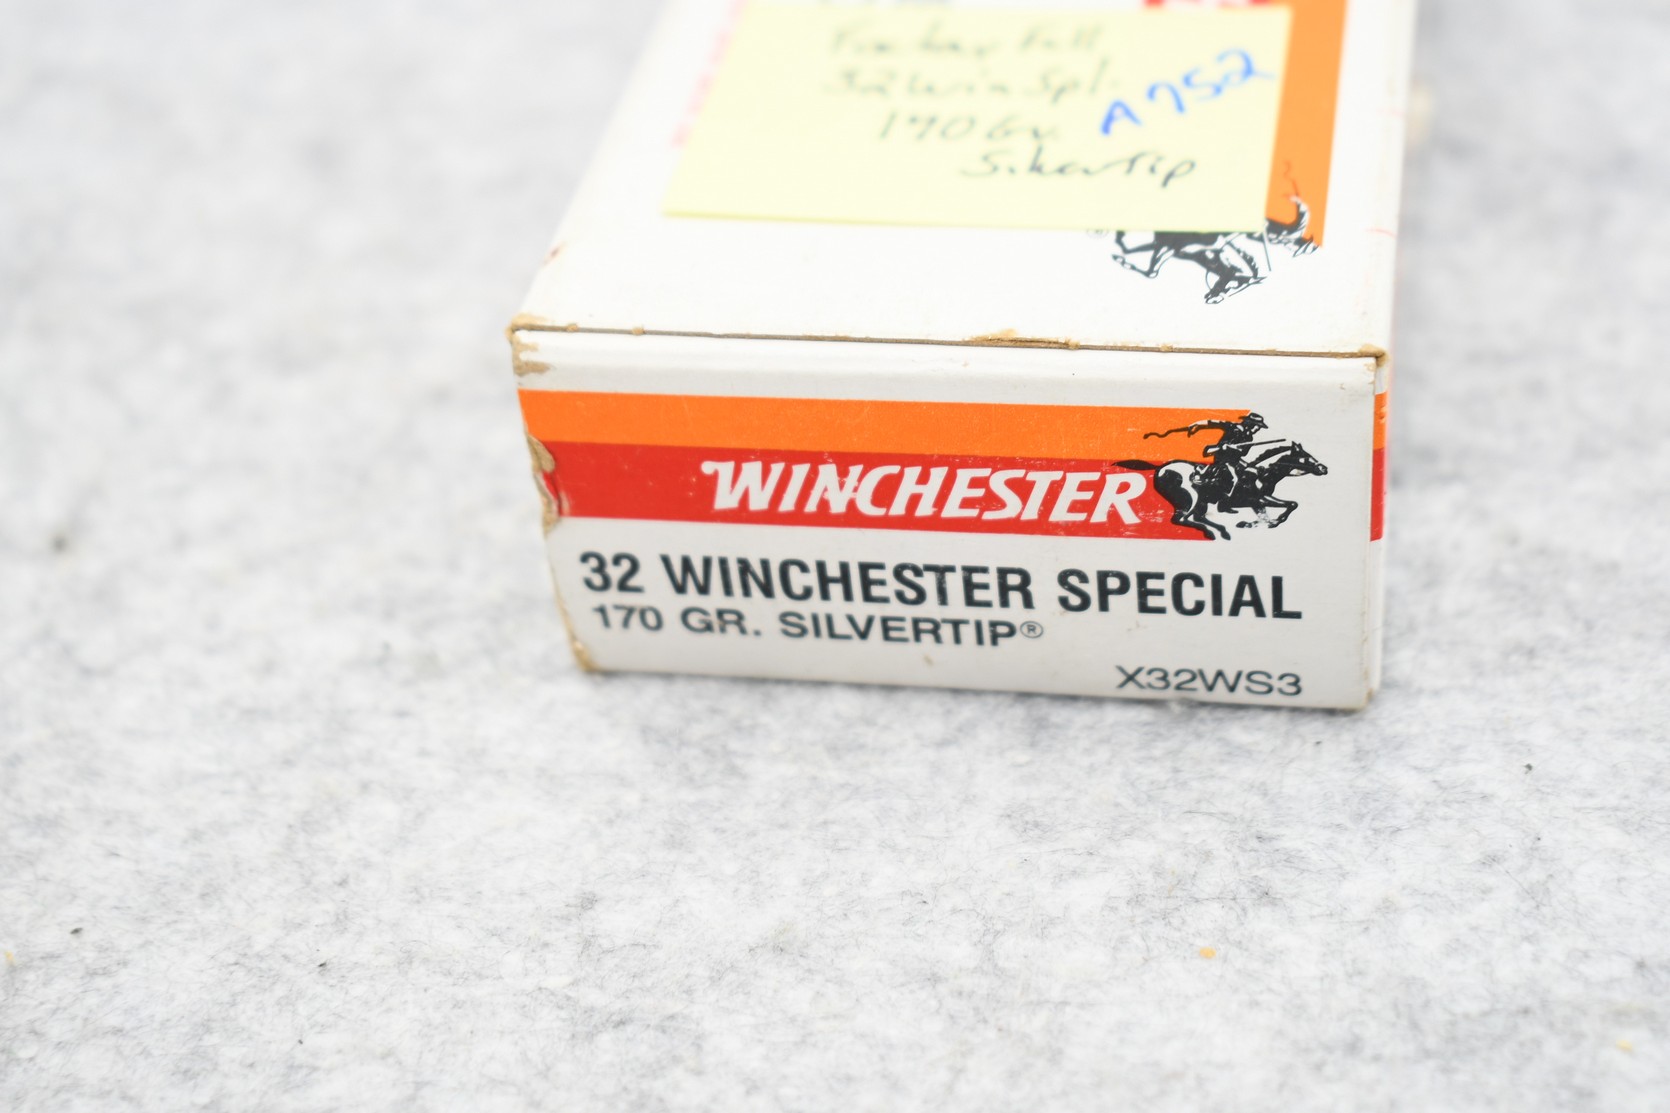 Factory Full
32 Win Spl.
170 Gr.
SilverTip
A752
®
WINCHESTER
32 WINCHESTER SPECIAL
170 GR. SILVERTIP®
X32WS3